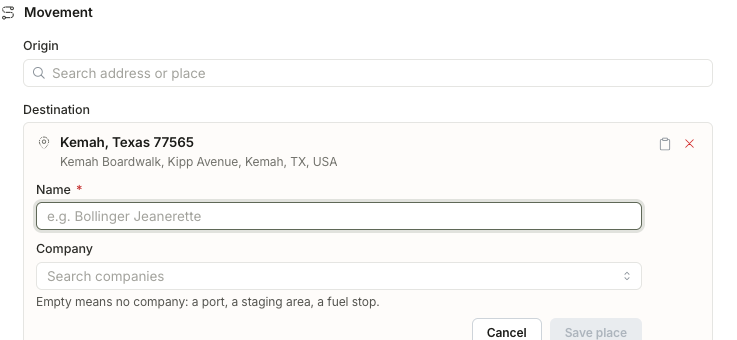 Movement
Origin
Search address or place
Destination
Kemah, Texas 77565
Kemah Boardwalk, Kipp Avenue, Kemah, TX, USA
Name *
e.g. Bollinger Jeanerette
Company
Search companies
Empty means no company: a port, a staging area, a fuel stop.
Cancel Save place